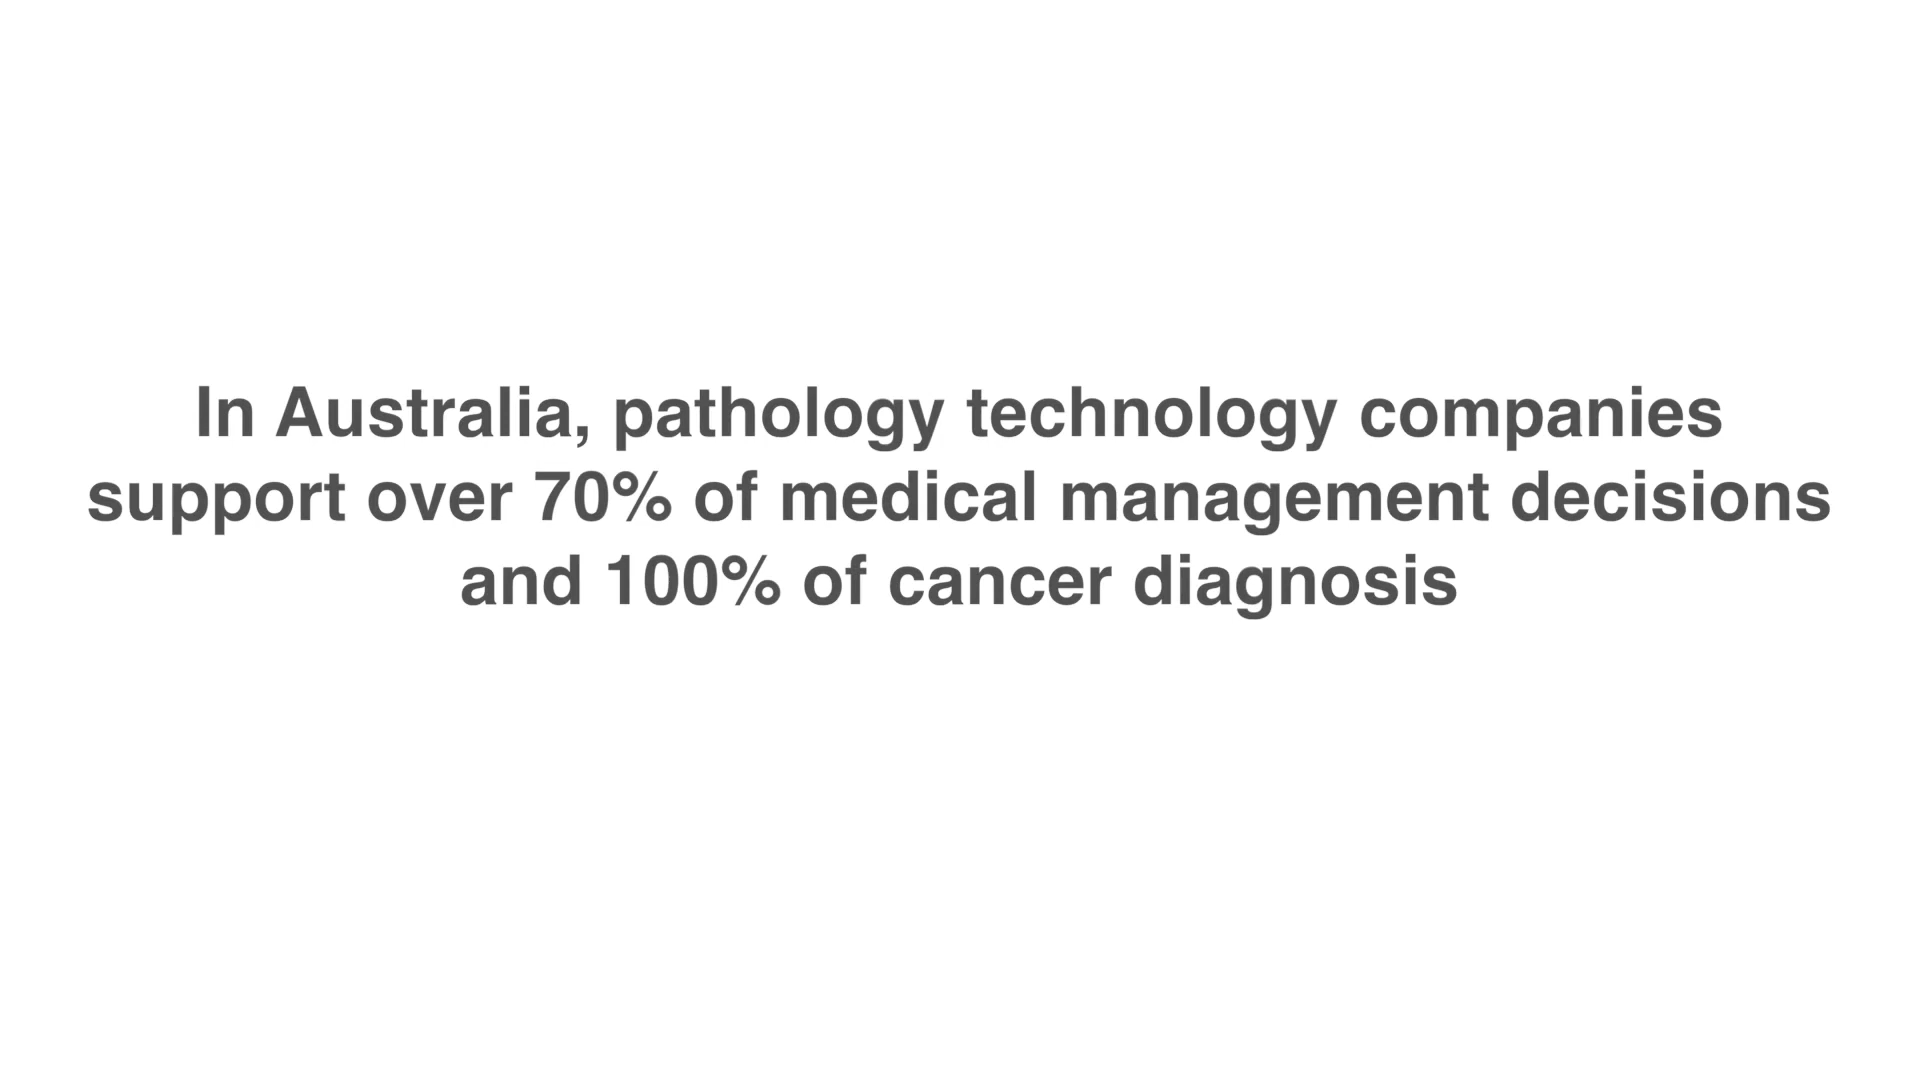 In Australia, pathology technology companies
support over 70% of medical management decisions
and 100% of cancer diagnosis